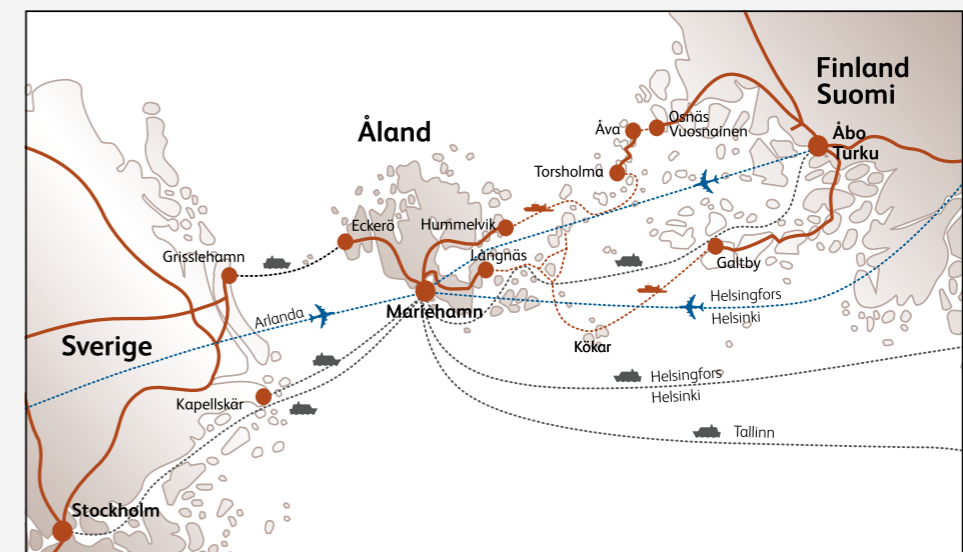 Finland
Suomi
Åland
Osnäs
Vuosnainen
Åva
Åbo
Turku
Torsholma
Eckerö
Hummelvik
Grisslehamn
Långnäs
Galtby
Arlanda
Mariehamn
Helsingfors
Helsinki
Sverige
Kökar
Helsingfors
Helsinki
Kapellskär
Tallinn
Stockholm